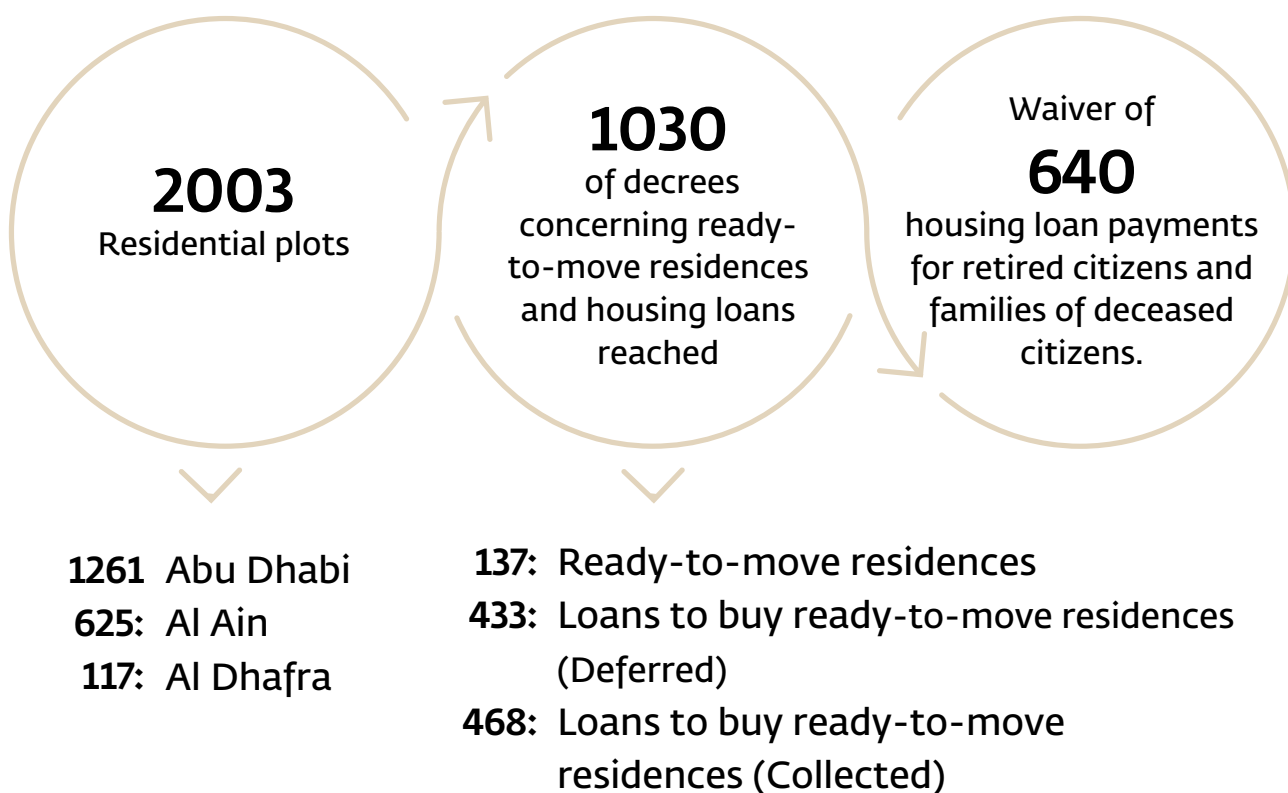 2003
Residential plots
1030
of decrees
concerning ready-
to-move residences
and housing loans
reached
Waiver of
640
housing loan payments
for retired citizens and
families of deceased
citizens.
1261 Abu Dhabi
625: Al Ain
117: Al Dhafra
137: Ready-to-move residences
433: Loans to buy ready-to-move residences
(Deferred)
468: Loans to buy ready-to-move
residences (Collected)